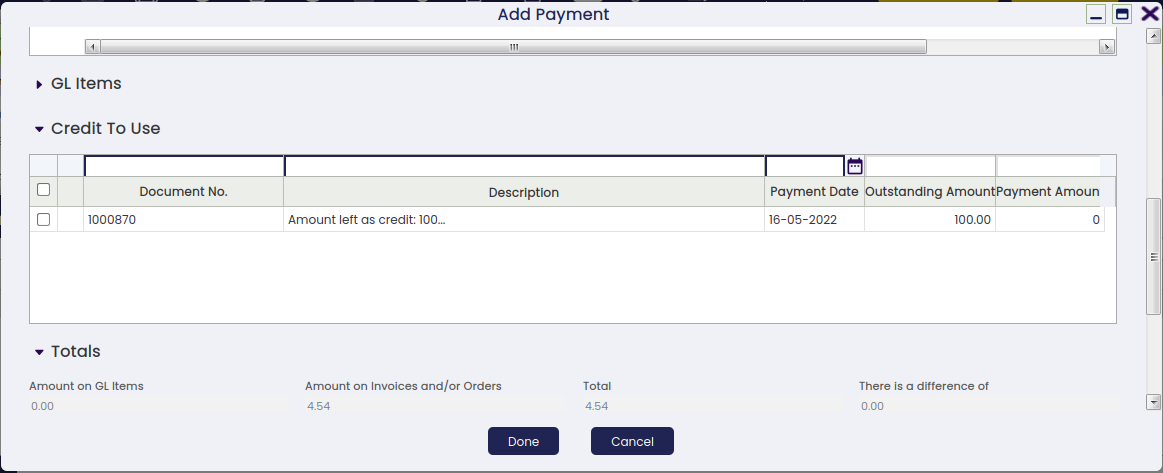 Add Payment
GL Items
Credit To Use
Document No. Description Payment Date Outstanding Amount Payment Amoun
1000870 Amount left as credit: 100... 16-05-2022 100.00 0
Totals
Amount on GL Items Amount on Invoices and/or Orders Total There is a difference of
0.00 4.54 4.54 0.00
Done Cancel